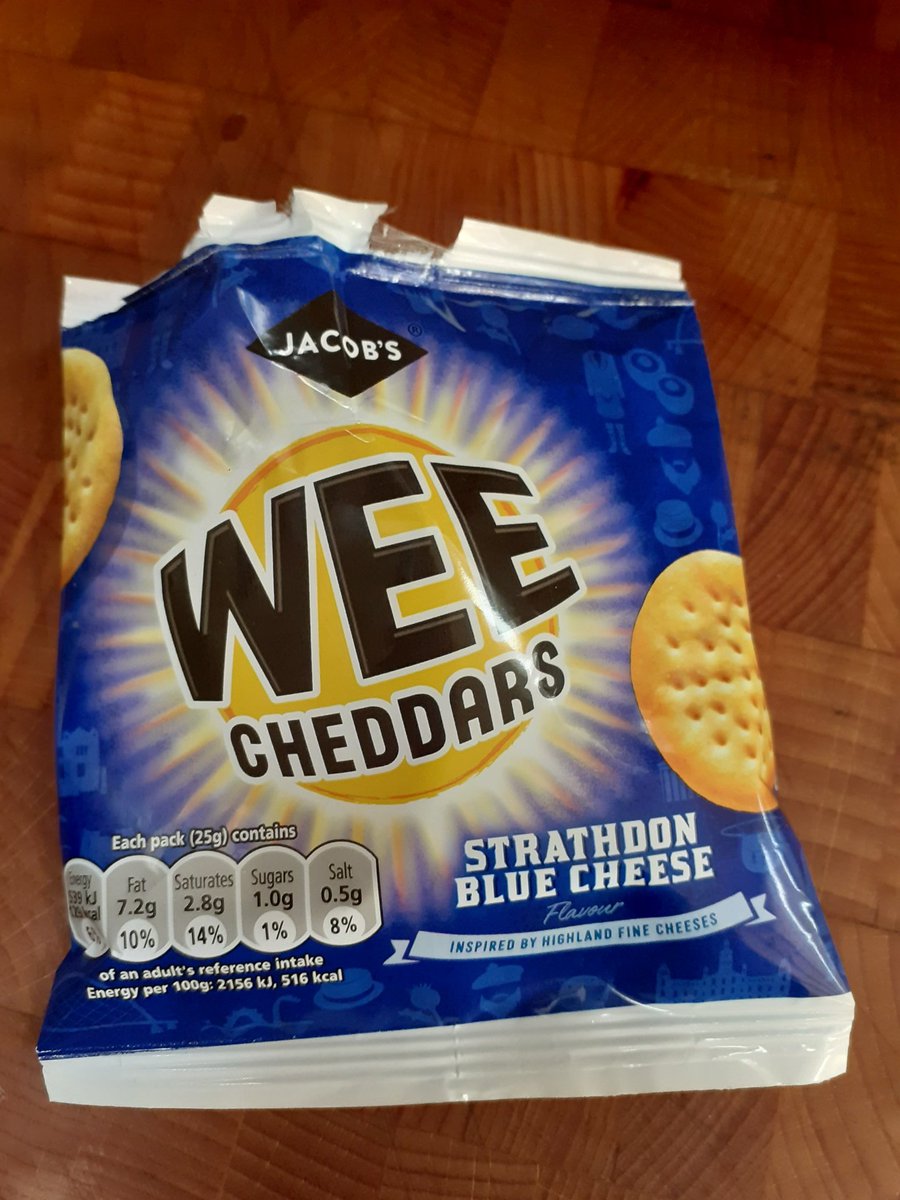 JACOB'S ®
WEE
CHEDDARS
Each pack (25g) contains
Fat
7.2g
10%
Saturates
2.8g
14%
Sugars
1.0g
1%
Salt
0.5g
8%
of an adult's reference intake
Energy per 100g: 2156 kJ, 516 kcal
STRATHDON
BLUE CHEESE
Flavour
INSPIRED BY HIGHLAND FINE CHEESES